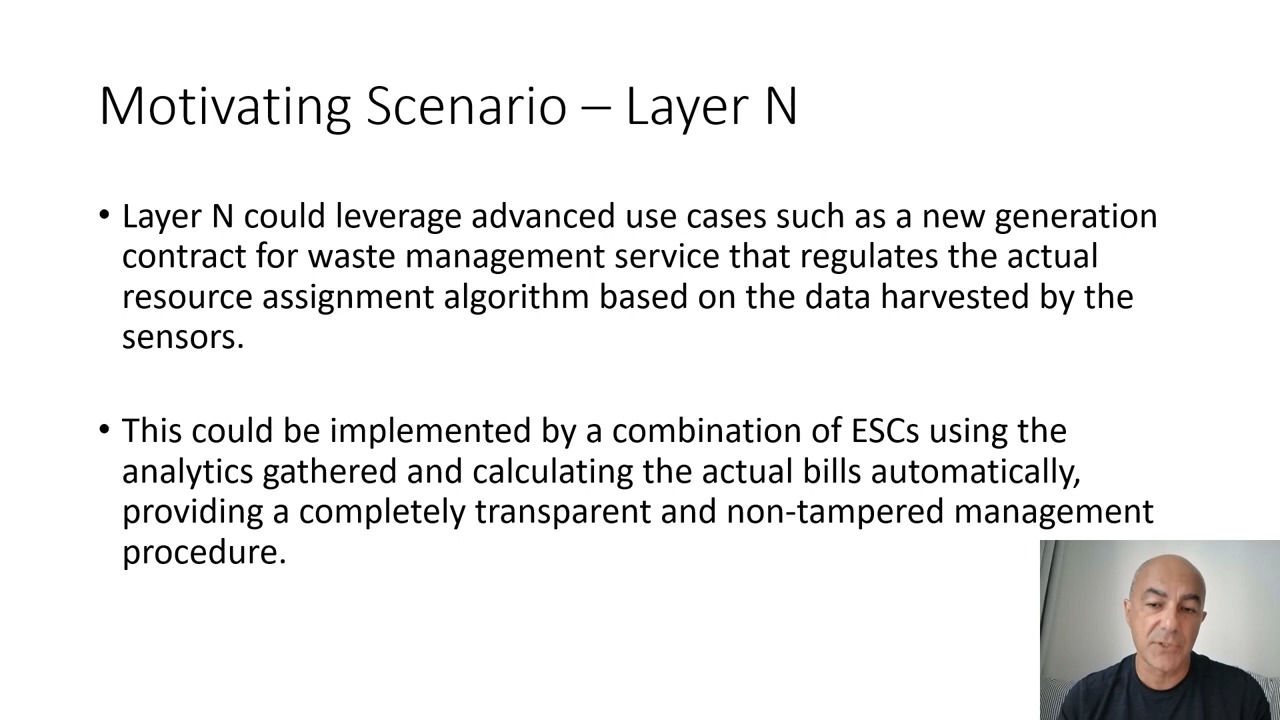 Motivating Scenario – Layer N
• Layer N could leverage advanced use cases such as a new generation
contract for waste management service that regulates the actual
resource assignment algorithm based on the data harvested by the
sensors.
• This could be implemented by a combination of ESCs using the
analytics gathered and calculating the actual bills automatically,
providing a completely transparent and non-tampered management
procedure.